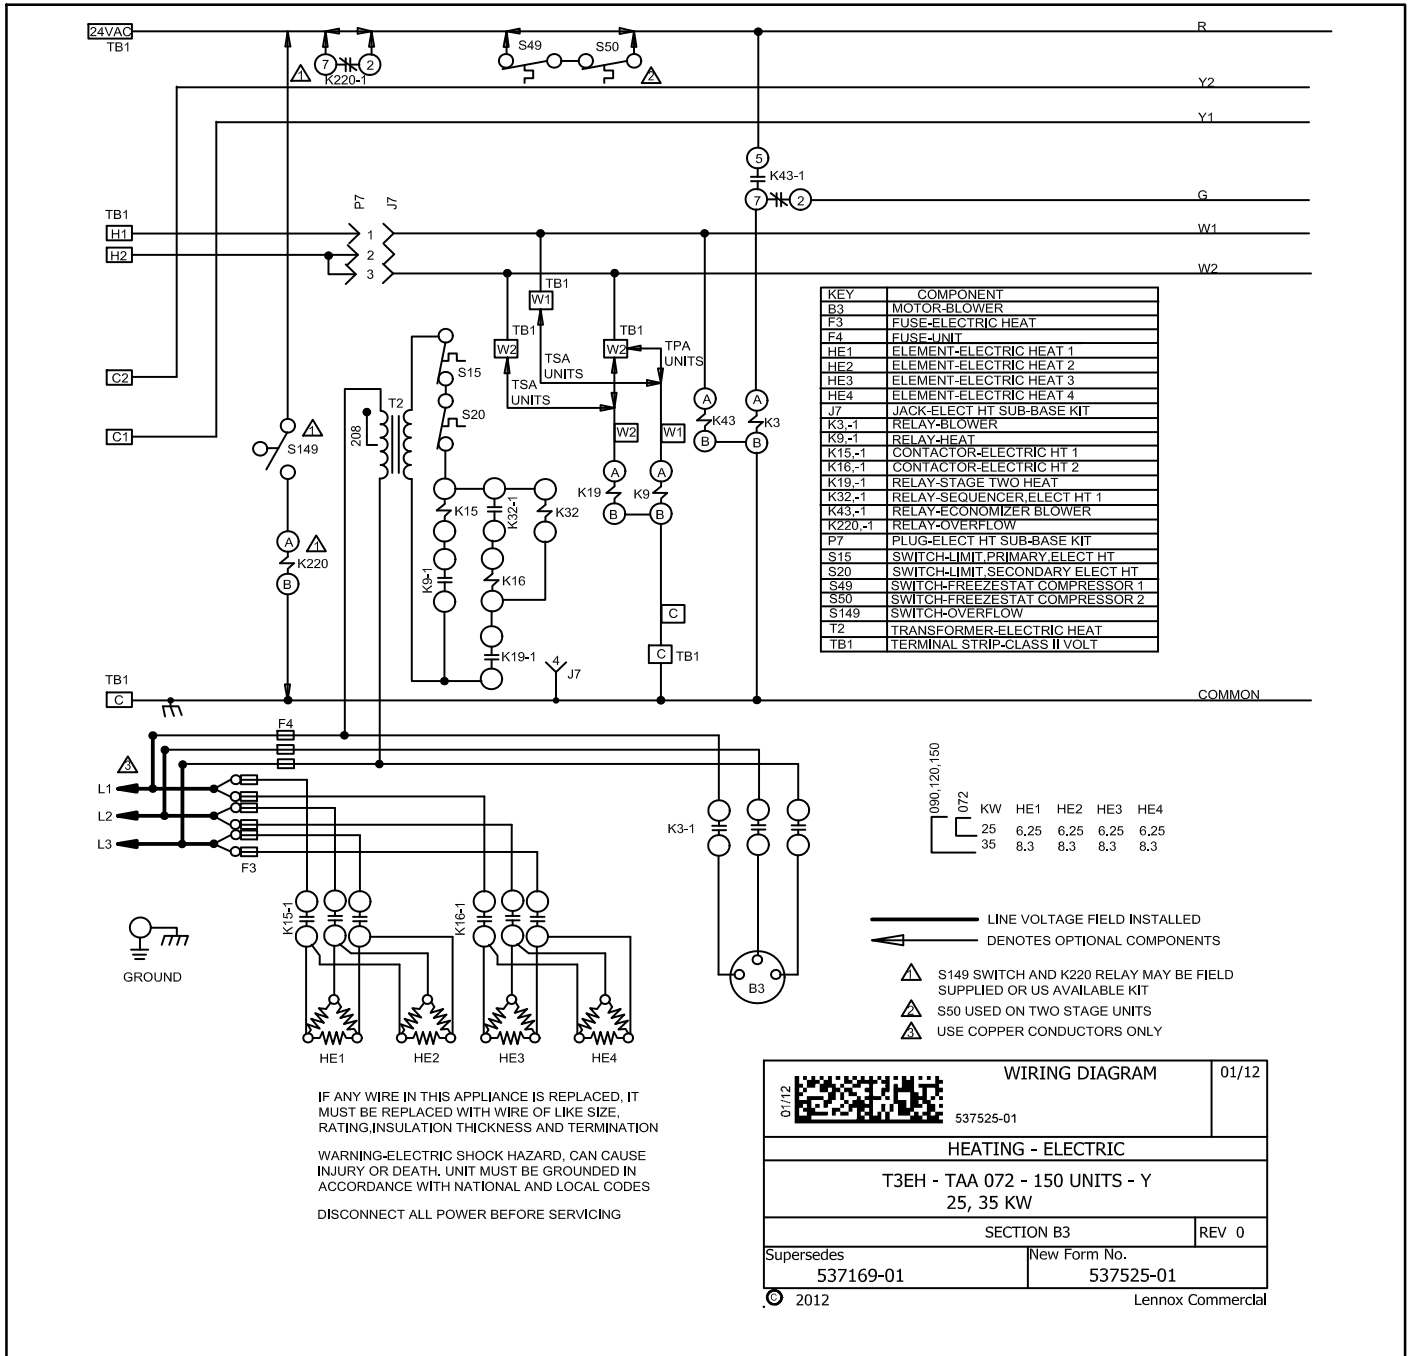 24VAC
TB1
R
S49
S50
7
2
K220-1
1
2
Y2
Y1
5
K43-1
7
2
G
P7
J7
TB1
H1
1
W1
H2
2
3
W2
TB1
W1
TB1
W2
TB1
W2
TPA
UNITS
TSA
UNITS
TSA
UNITS
KEY COMPONENT
B3 MOTOR-BLOWER
F3 FUSE-ELECTRIC HEAT
F4 FUSE-UNIT
HE1 ELEMENT-ELECTRIC HEAT 1
HE2 ELEMENT-ELECTRIC HEAT 2
HE3 ELEMENT-ELECTRIC HEAT 3
HE4 ELEMENT-ELECTRIC HEAT 4
J7 JACK-ELECT HT SUB-BASE KIT
K3,-1 RELAY-BLOWER
K9,-1 RELAY-HEAT
K15,-1 CONTACTOR-ELECTRIC HT 1
K16,-1 CONTACTOR-ELECTRIC HT 2
K19,-1 RELAY-STAGE TWO HEAT
K32,-1 RELAY-SEQUENCER,ELECT HT 1
K43,-1 RELAY-ECONOMIZER BLOWER
K220,-1 RELAY-OVERFLOW
P7 PLUG-ELECT HT SUB-BASE KIT
S15 SWITCH-LIMIT,PRIMARY,ELECT HT
S20 SWITCH-LIMIT,SECONDARY ELECT HT
S49 SWITCH-FREEZESTAT COMPRESSOR 1
S50 SWITCH-FREEZESTAT COMPRESSOR 2
S149 SWITCH-OVERFLOW
T2 TRANSFORMER-ELECTRIC HEAT
TB1 TERMINAL STRIP-CLASS II VOLT
C2
C1
S15
S20
T2
208
1
S149
A
1
K220
B
K15
K32-1
K32
K9-1
K16
K19-1
W2
W1
A
A
K19
K9
B
B
A
A
K43
K3
B
B
C
C TB1
4
J7
TB1
C
COMMON
F4
3
L1
L2
L3
F3
K15-1
K16-1
K3-1
B3
HE1
HE2
HE3
HE4
GROUND
090,120,150
072
KW HE1 HE2 HE3 HE4
25 6.25 6.25 6.25 6.25
35 8.3 8.3 8.3 8.3
LINE VOLTAGE FIELD INSTALLED
DENOTES OPTIONAL COMPONENTS
1 S149 SWITCH AND K220 RELAY MAY BE FIELD
SUPPLIED OR US AVAILABLE KIT
2 S50 USED ON TWO STAGE UNITS
3 USE COPPER CONDUCTORS ONLY
IF ANY WIRE IN THIS APPLIANCE IS REPLACED, IT
MUST BE REPLACED WITH WIRE OF LIKE SIZE,
RATING,INSULATION THICKNESS AND TERMINATION
WARNING-ELECTRIC SHOCK HAZARD, CAN CAUSE
INJURY OR DEATH. UNIT MUST BE GROUNDED IN
ACCORDANCE WITH NATIONAL AND LOCAL CODES
DISCONNECT ALL POWER BEFORE SERVICING
01/12
WIRING DIAGRAM
01/12
537525-01
HEATING - ELECTRIC
T3EH - TAA 072 - 150 UNITS - Y
25, 35 KW
SECTION B3
REV 0
Supersedes
537169-01
New Form No.
537525-01
© 2012
Lennox Commercial